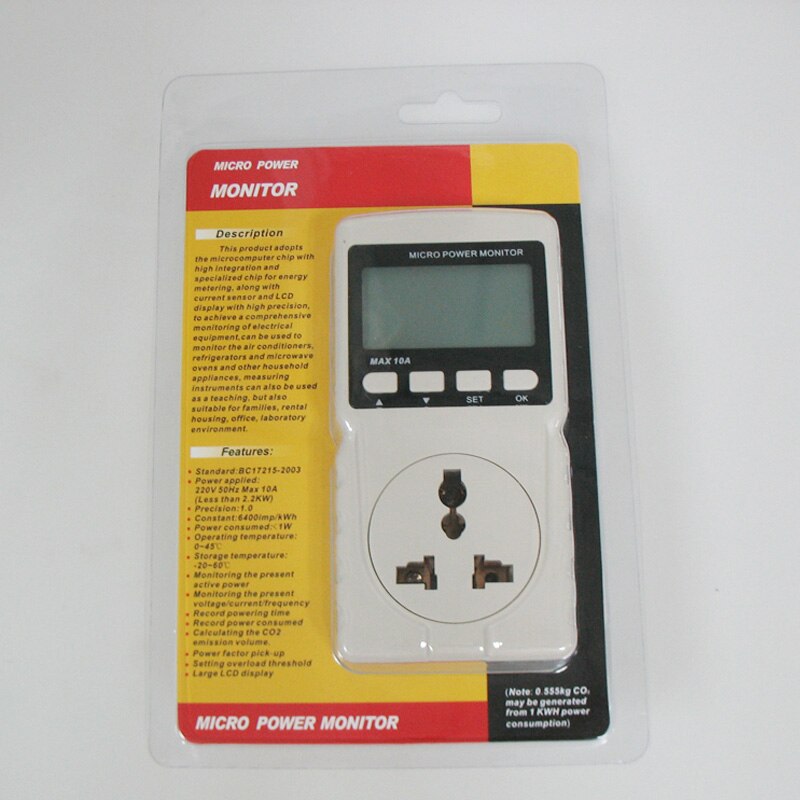 MICRO POWER
MONITOR
Description
This product adopts
the microcomputer chip with
high integration and
specialized chip for energy
metering, along with
current sensor and LCD
display with high precision,
to achieve a comprehensive
monitoring of electrical
equipment,can be used to
monitor the air conditioners,
refrigerators and microwave
ovens and other household
appliances, measuring
instruments can also be used
as a teaching, but also
suitable for families, rental
housing, office, laboratory
environment.
Features:
Standard:BC17215-2003
Power applied:
220V 50Hz Max 10A
(Less than 2.2KW)
Precision:1.0
Constant:6400imp/kWh
Power consumed:<1W
Operating temperature:
0~45℃
Storage temperature:
-20~60℃
Monitoring the present
active power
Monitoring the present
voltage/current/frequency
Record powering time
Record power consumed
Calculating the CO2
emission volume.
Power factor pick-up
Setting overload threshold
Large LCD display
MICRO POWER MONITOR
MAX 10A
▲ ▼ SET OK
(Note: 0.555kg CO₂
may be generated
from 1 KWH power
consumption)
MICRO POWER MONITOR